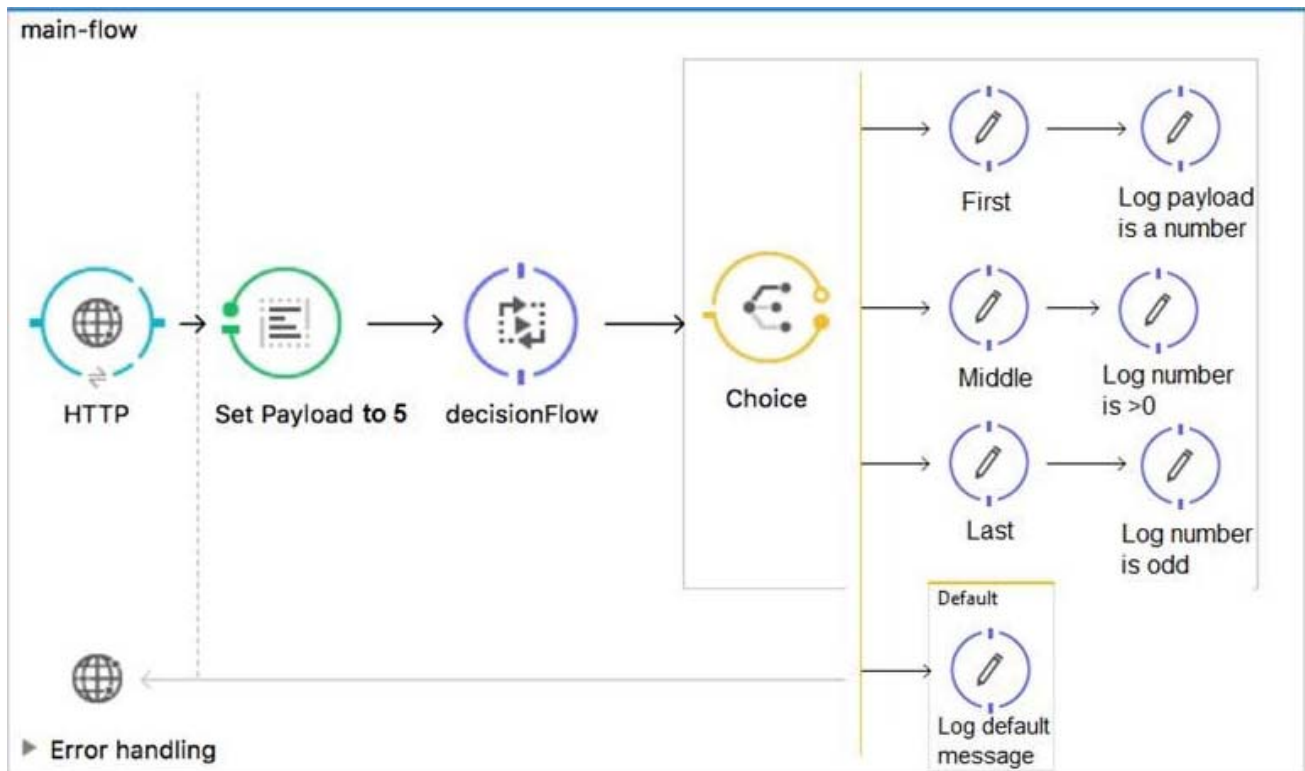 main-flow
First
Log payload
is a number
HTTP
Set Payload to 5
decisionFlow
Choice
Middle
Log number
is >0
Last
Log number
is odd
Default
Log default
message
Error handling